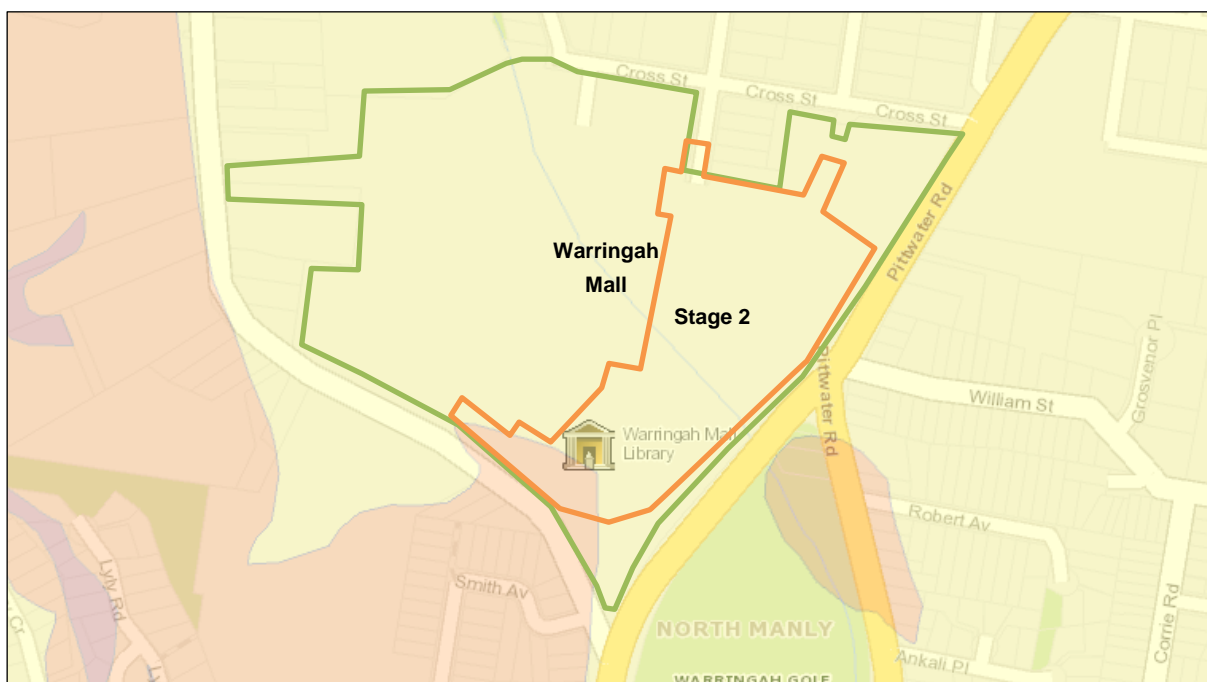 Cross St
Cross St
Cross St
Pittwater Rd
Warringah
Mall
Stage 2
Pittwater Rd
Grosvenor Pl
William St
Warringah Mall
Library
Robert Av
Smith Av
Lyly Rd
Corrie Rd
Cr
NORTH MANLY
Ankali Pl
WARRINGAH GOLF